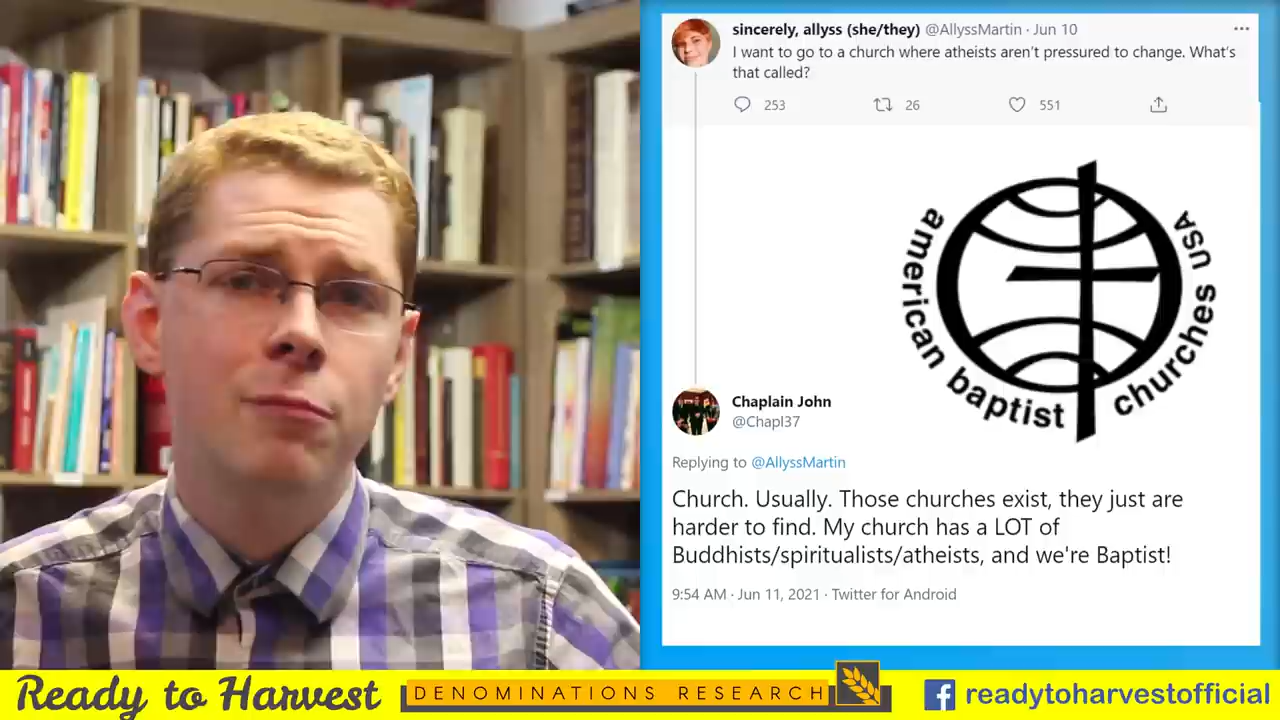 sincerely, allyss (she/they) @AllyssMartin · Jun 10
I want to go to a church where atheists aren't pressured to change. What's
that called?
253 26 551
american baptist churches USA
Chaplain John
@Chapl37
Replying to @AllyssMartin
Church. Usually. Those churches exist, they just are
harder to find. My church has a LOT of
Buddhists/spiritualists/atheists, and we're Baptist!
9:54 AM · Jun 11, 2021 · Twitter for Android
Ready to Harvest DENOMINATIONS RESEARCH readytoharvestofficial